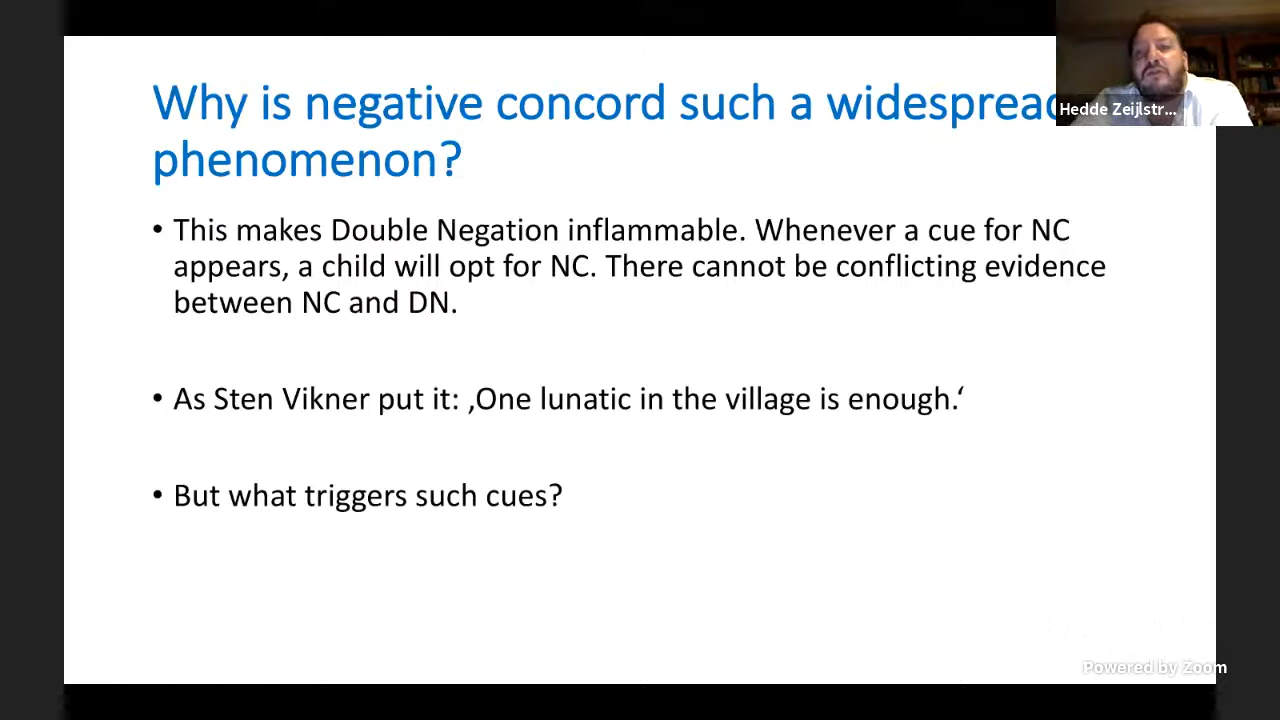 Why is negative concord such a widespread
phenomenon?
• This makes Double Negation inflammable. Whenever a cue for NC
appears, a child will opt for NC. There cannot be conflicting evidence
between NC and DN.
• As Sten Vikner put it: ‚One lunatic in the village is enough.‘
• But what triggers such cues?
Hedde Zeijlstr...
Powered by Zoom